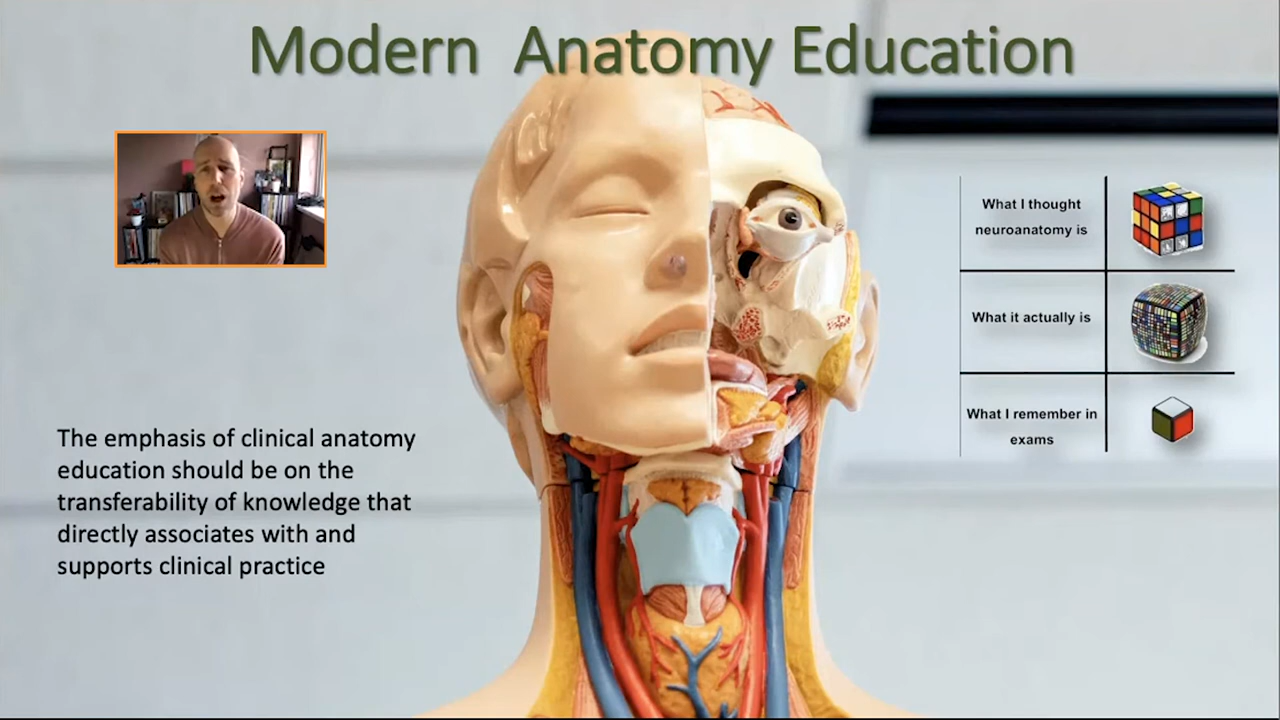 Modern Anatomy Education
What I thought
neuroanatomy is
What it actually is
What I remember in
exams
The emphasis of clinical anatomy
education should be on the
transferability of knowledge that
directly associates with and
supports clinical practice